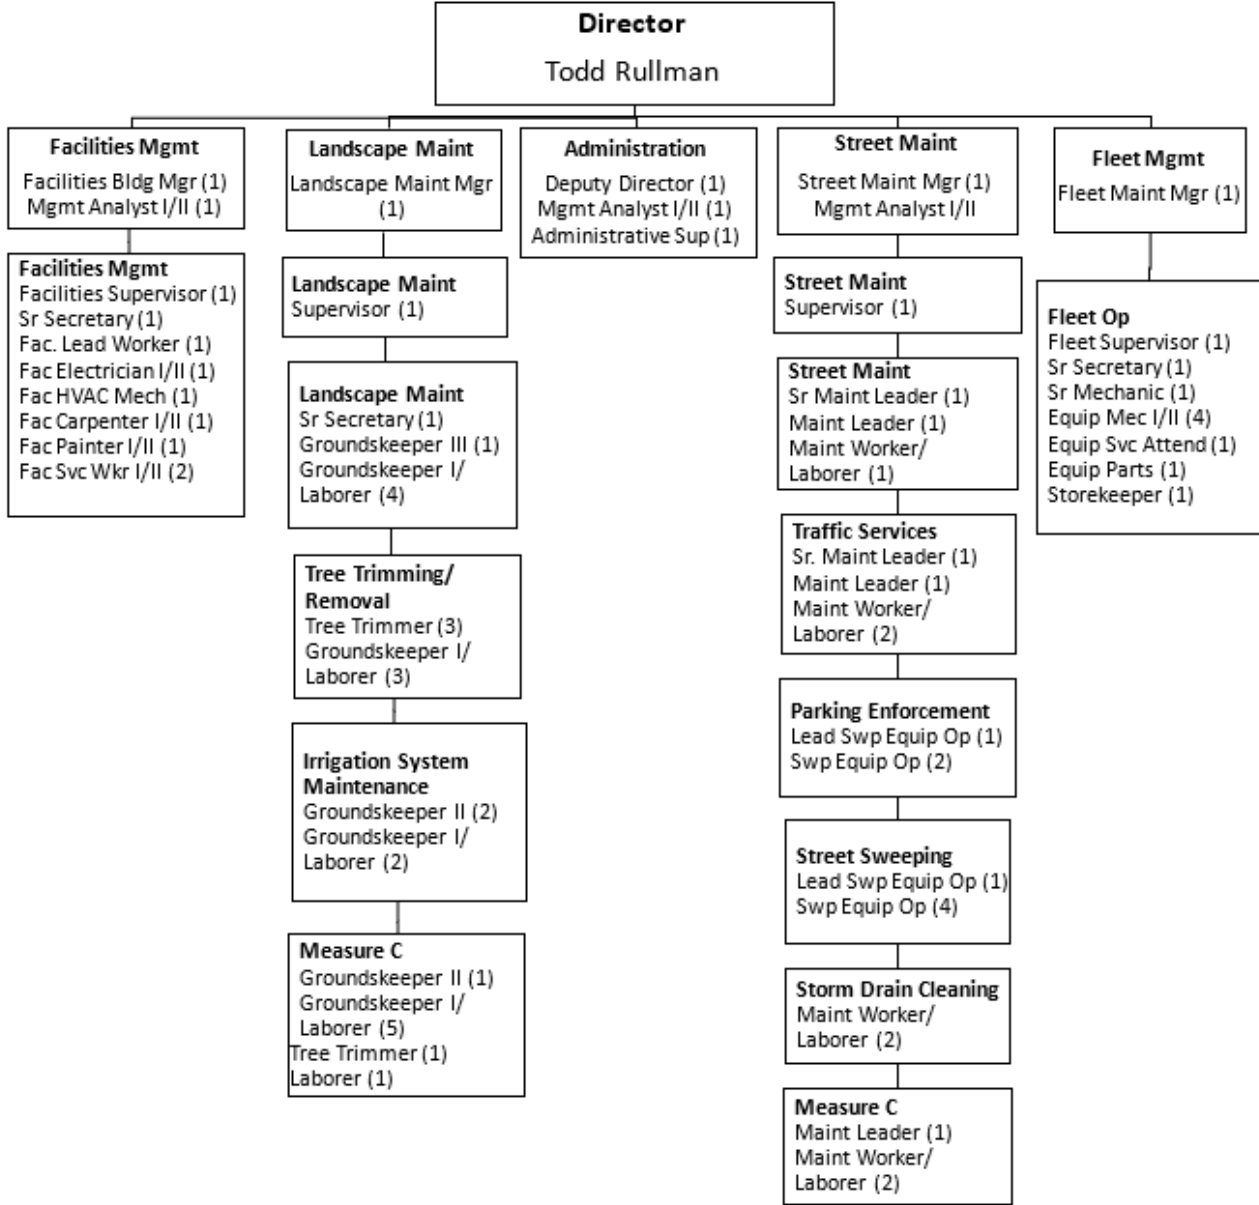 Director
Todd Rullman
Facilities Mgmt
Facilities Bldg Mgr (1)
Mgmt Analyst I/II (1)
Facilities Mgmt
Facilities Supervisor (1)
Sr Secretary (1)
Fac. Lead Worker (1)
Fac Electrician I/II (1)
Fac HVAC Mech (1)
Fac Carpenter I/II (1)
Fac Painter I/II (1)
Fac Svc Wkr I/II (2)
Landscape Maint
Landscape Maint Mgr
(1)
Landscape Maint
Supervisor (1)
Landscape Maint
Sr Secretary (1)
Groundskeeper III (1)
Groundskeeper I/
Laborer (4)
Tree Trimming/
Removal
Tree Trimmer (3)
Groundskeeper I/
Laborer (3)
Irrigation System
Maintenance
Groundskeeper II (2)
Groundskeeper I/
Laborer (2)
Measure C
Groundskeeper II (1)
Groundskeeper I/
Laborer (5)
Tree Trimmer (1)
Laborer (1)
Administration
Deputy Director (1)
Mgmt Analyst I/II (1)
Administrative Sup (1)
Street Maint
Street Maint Mgr (1)
Mgmt Analyst I/II
Street Maint
Supervisor (1)
Street Maint
Sr Maint Leader (1)
Maint Leader (1)
Maint Worker/
Laborer (1)
Traffic Services
Sr. Maint Leader (1)
Maint Leader (1)
Maint Worker/
Laborer (2)
Parking Enforcement
Lead Swp Equip Op (1)
Swp Equip Op (2)
Street Sweeping
Lead Swp Equip Op (1)
Swp Equip Op (4)
Storm Drain Cleaning
Maint Worker/
Laborer (2)
Measure C
Maint Leader (1)
Maint Worker/
Laborer (2)
Fleet Mgmt
Fleet Maint Mgr (1)
Fleet Op
Fleet Supervisor (1)
Sr Secretary (1)
Sr Mechanic (1)
Equip Mec I/II (4)
Equip Svc Attend (1)
Equip Parts (1)
Storekeeper (1)